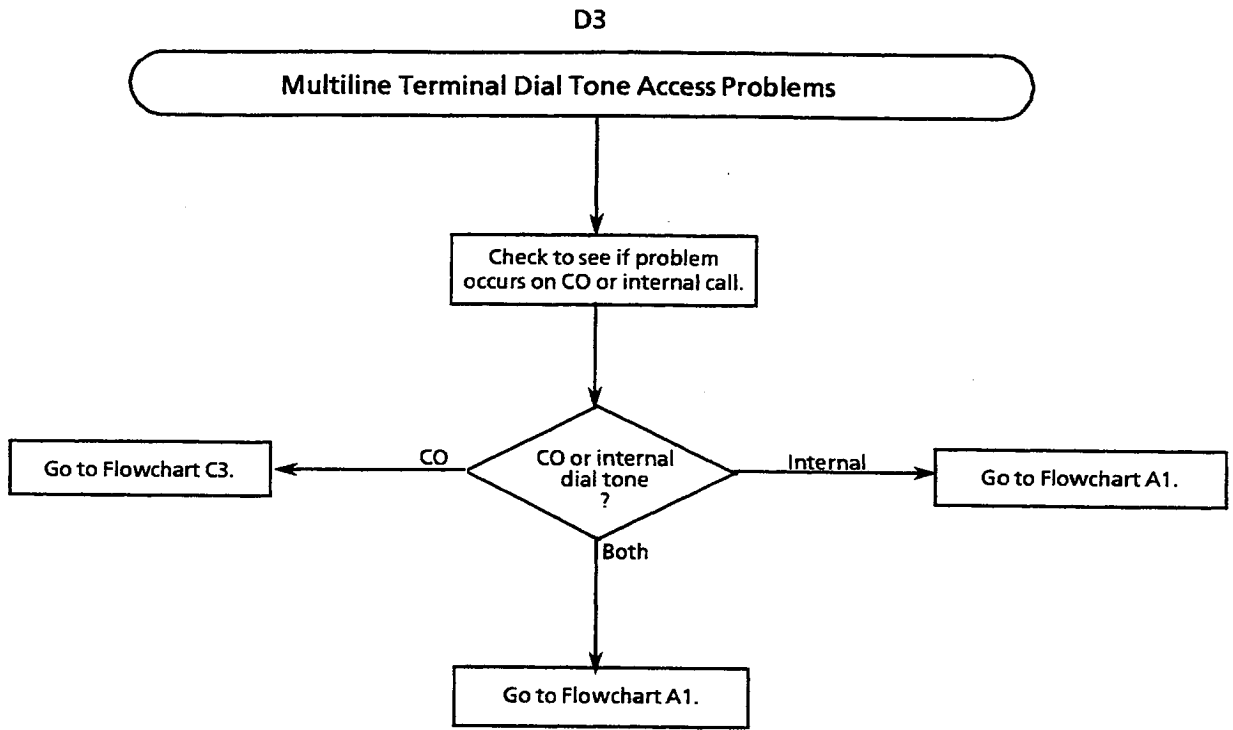 D3
Multiline Terminal Dial Tone Access Problems
Check to see if problem
occurs on CO or internal call.
CO or internal
dial tone
?
CO
Go to Flowchart C3.
Internal
Go to Flowchart A1.
Both
Go to Flowchart A1.